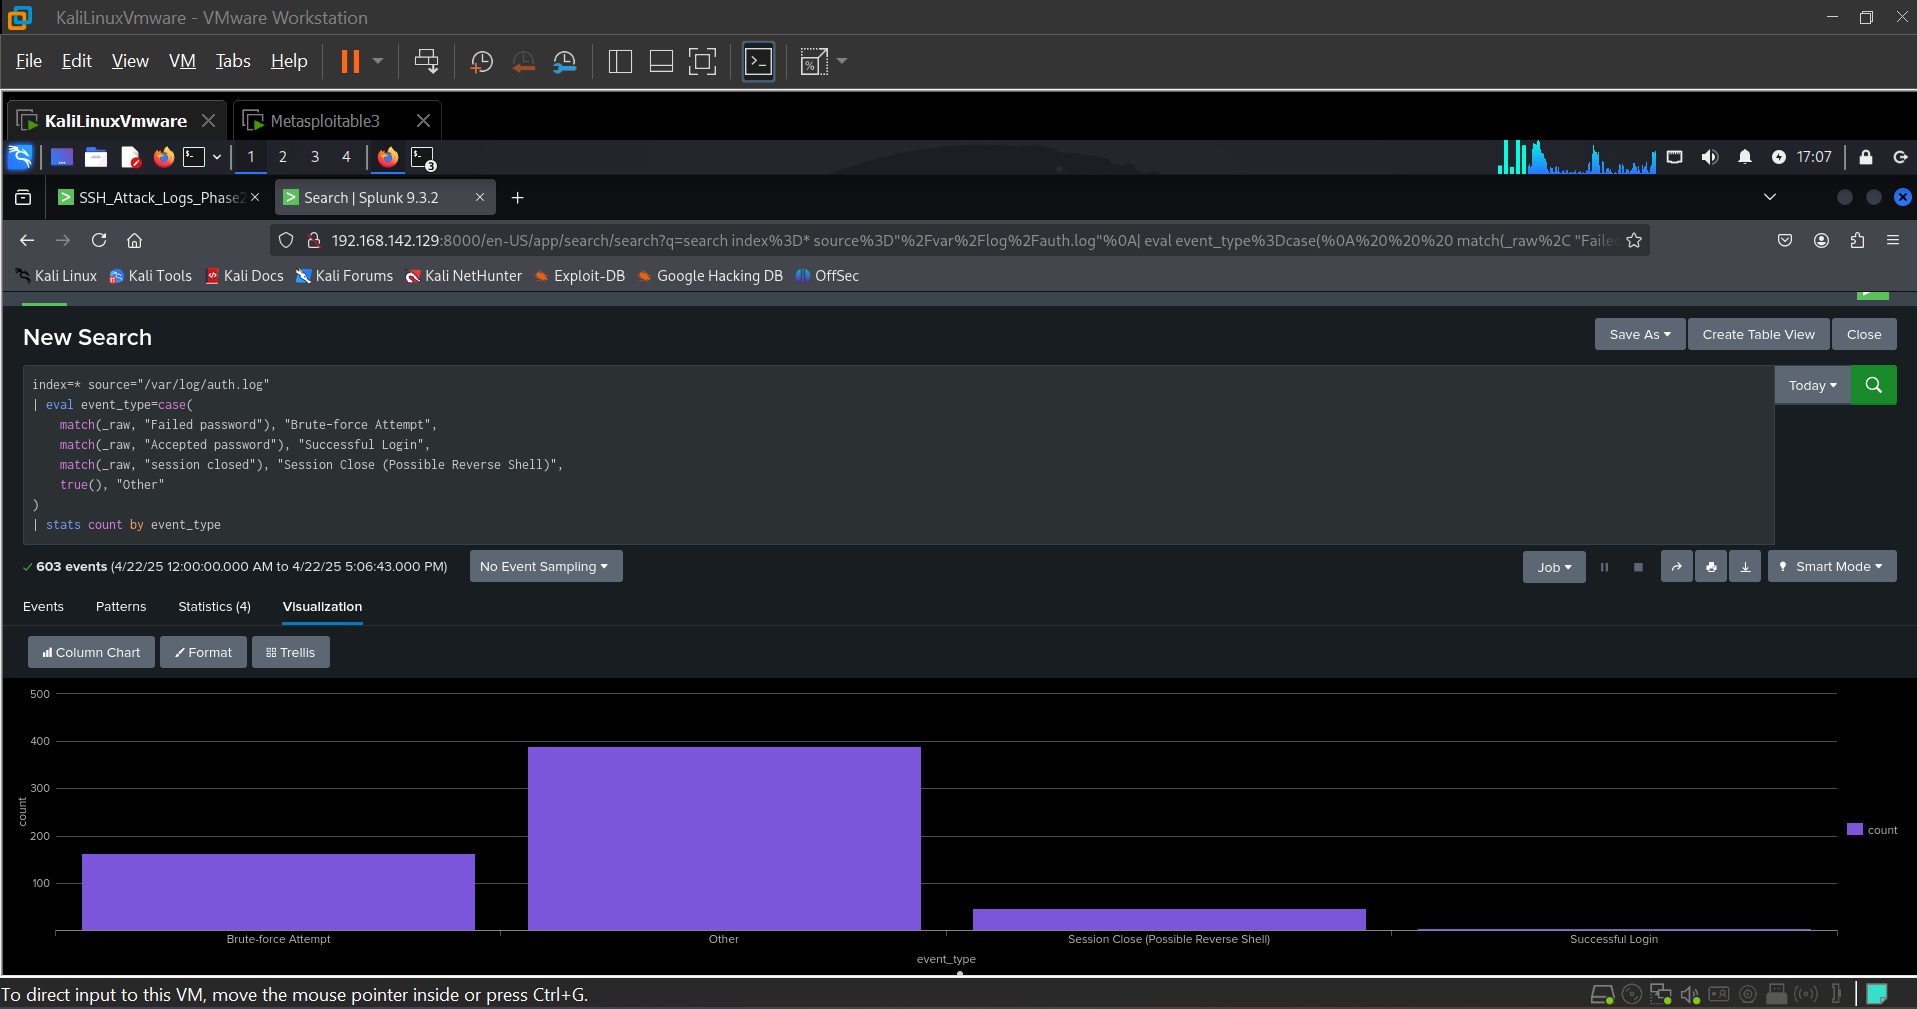 KaliLinuxVmware - VMware Workstation
File Edit View VM Tabs Help
KaliLinuxVmware Metasploitable3
1 2 3 4 3 17:07
SSH_Attack_Logs_Phase2 Search | Splunk 9.3.2
192.168.142.129:8000/en-US/app/search/search?q=search index%3D* source%3D"%2Fvar%2Flog%2Fauth.log"%0A| eval event_type%3Dcase(%0A%20%20%20 match(_raw%2C "Failed
Kali Linux Kali Tools Kali Docs Kali Forums Kali NetHunter Exploit-DB Google Hacking DB OffSec
New Search Save As Create Table View Close
index=* source="/var/log/auth.log" Today
| eval event_type=case(
match(_raw, "Failed password"), "Brute-force Attempt",
match(_raw, "Accepted password"), "Successful Login",
match(_raw, "session closed"), "Session Close (Possible Reverse Shell)",
true(), "Other"
)
| stats count by event_type
603 events (4/22/25 12:00:00.000 AM to 4/22/25 5:06:43.000 PM) No Event Sampling Job Smart Mode
Events Patterns Statistics (4) Visualization
Column Chart Format Trellis
500
400
300
200
100
count
count
Brute-force Attempt Other Session Close (Possible Reverse Shell) Successful Login
event_type
To direct input to this VM, move the mouse pointer inside or press Ctrl+G.